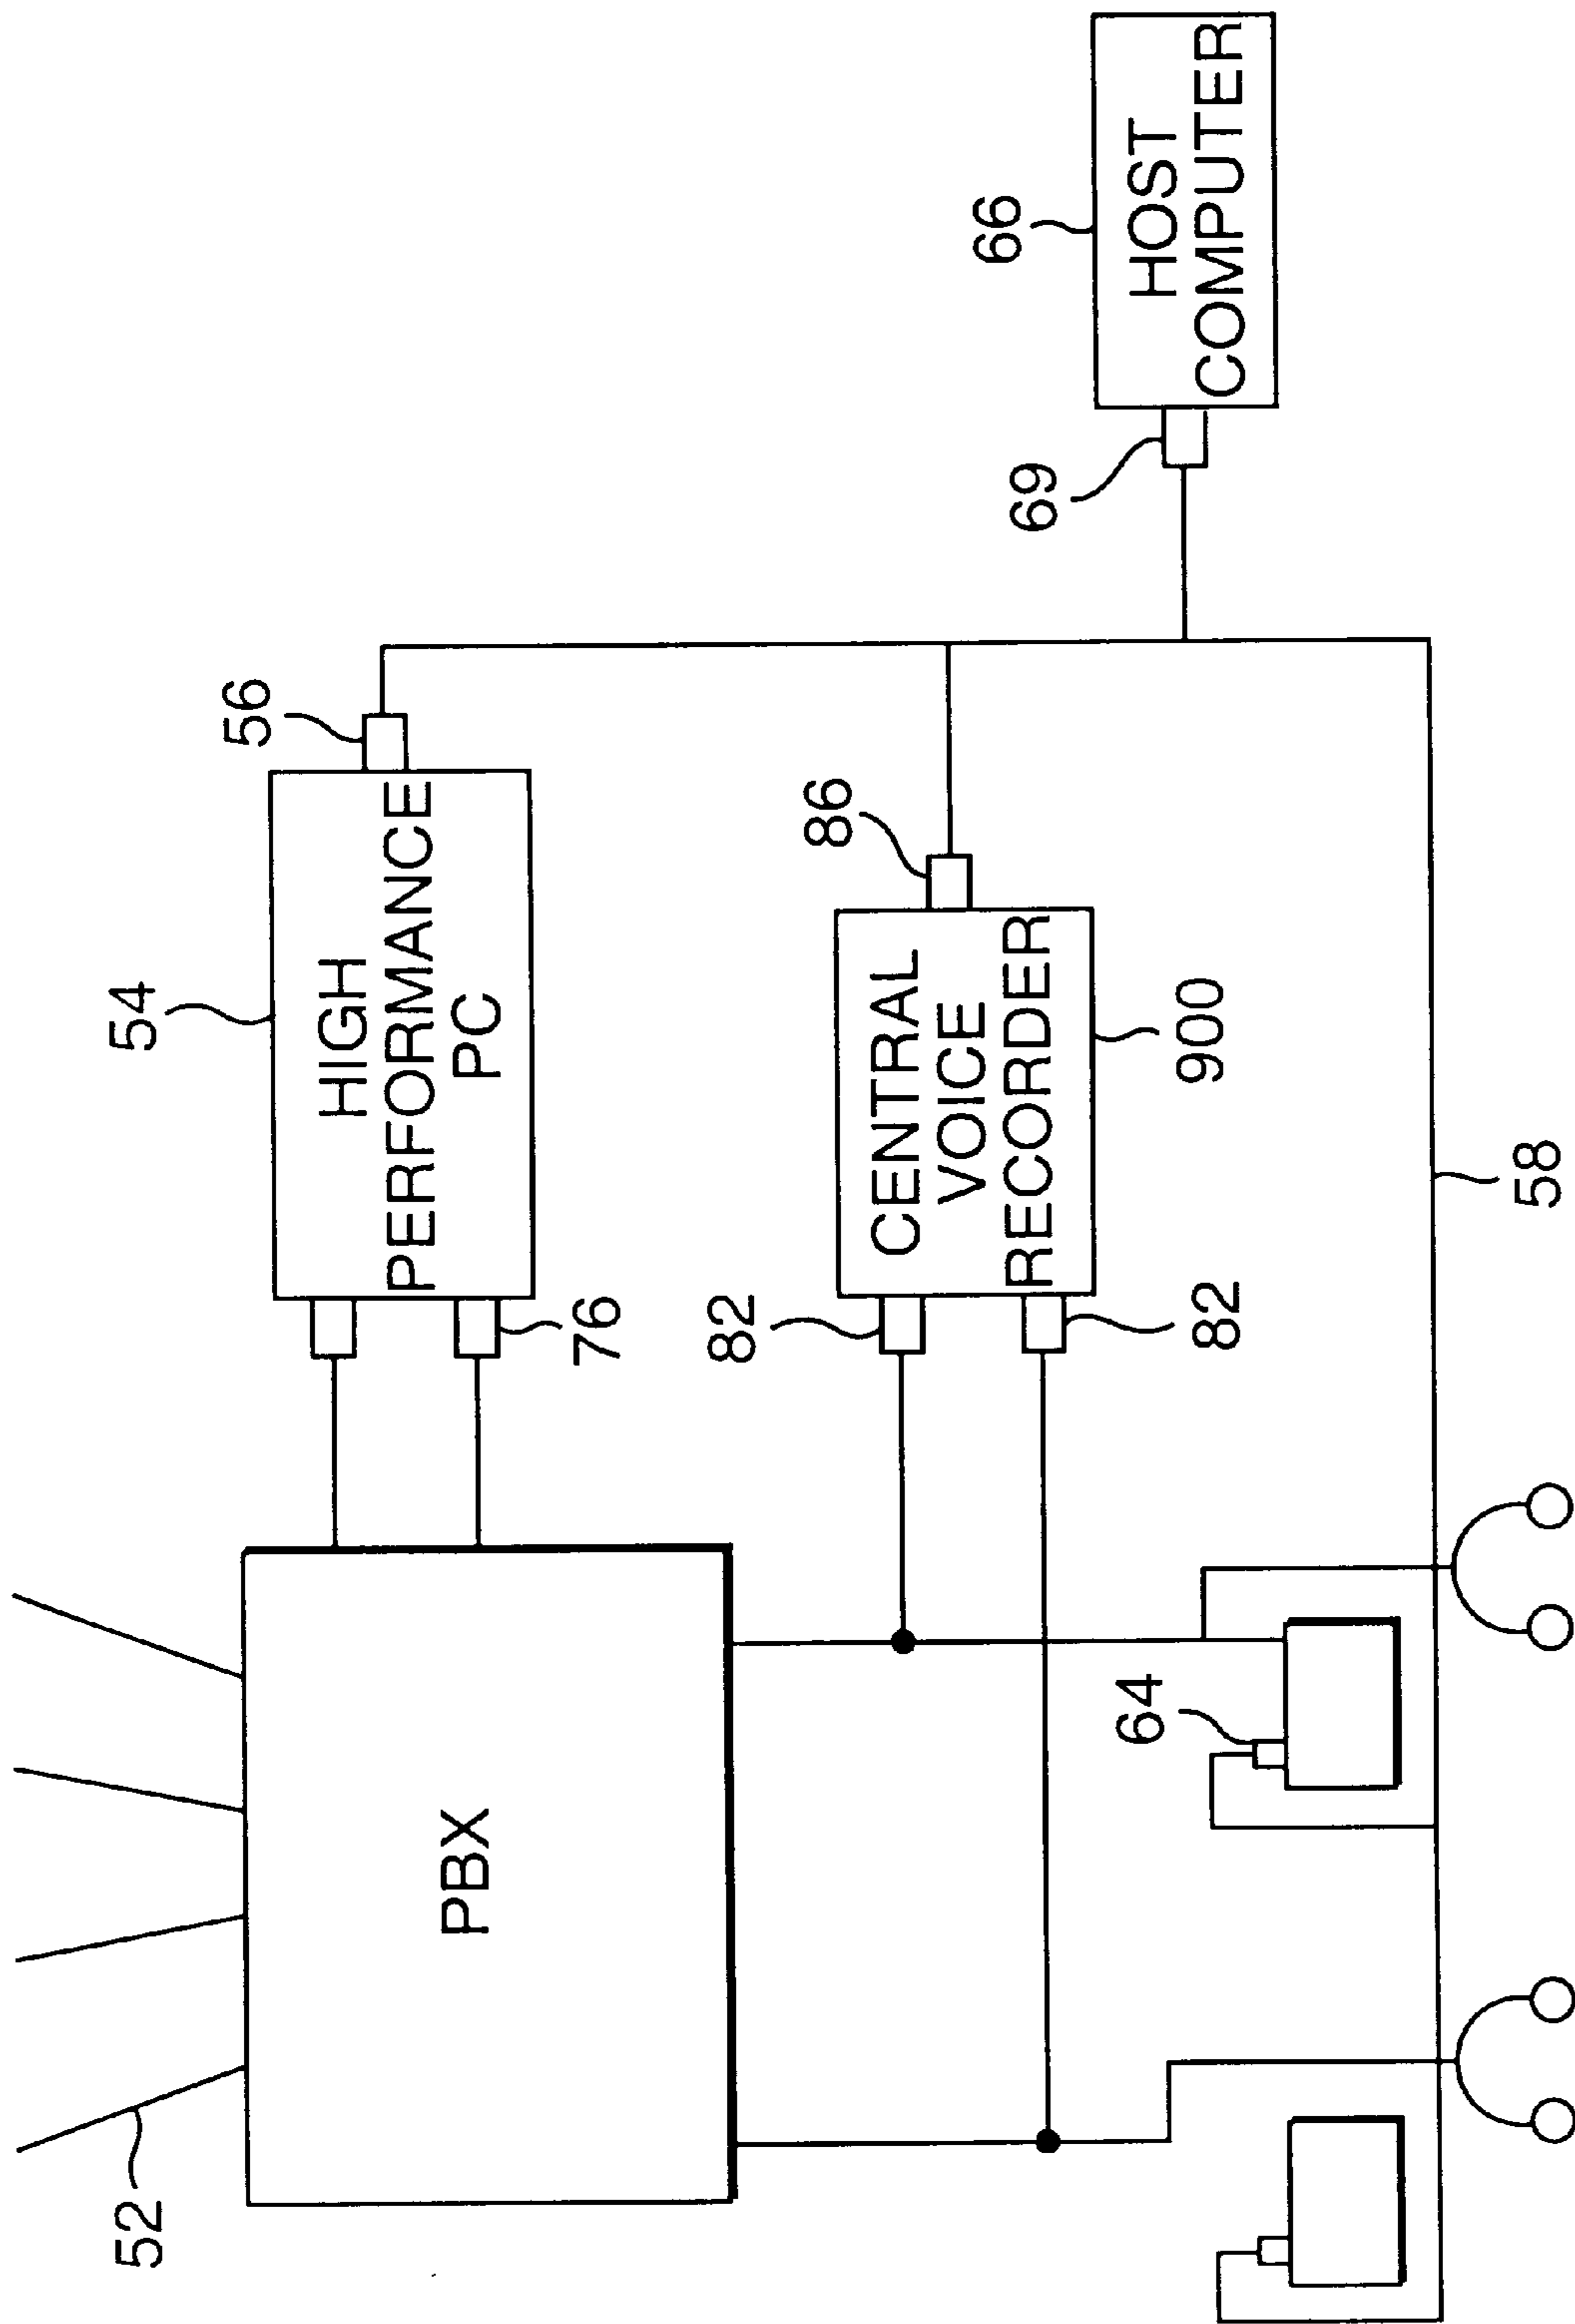 52
PBX
54
HIGH
PERFORMANCE
PC
56
76
82
CENTRAL
VOICE
RECORDER
86
82
900
64
58
66
HOST
COMPUTER
69